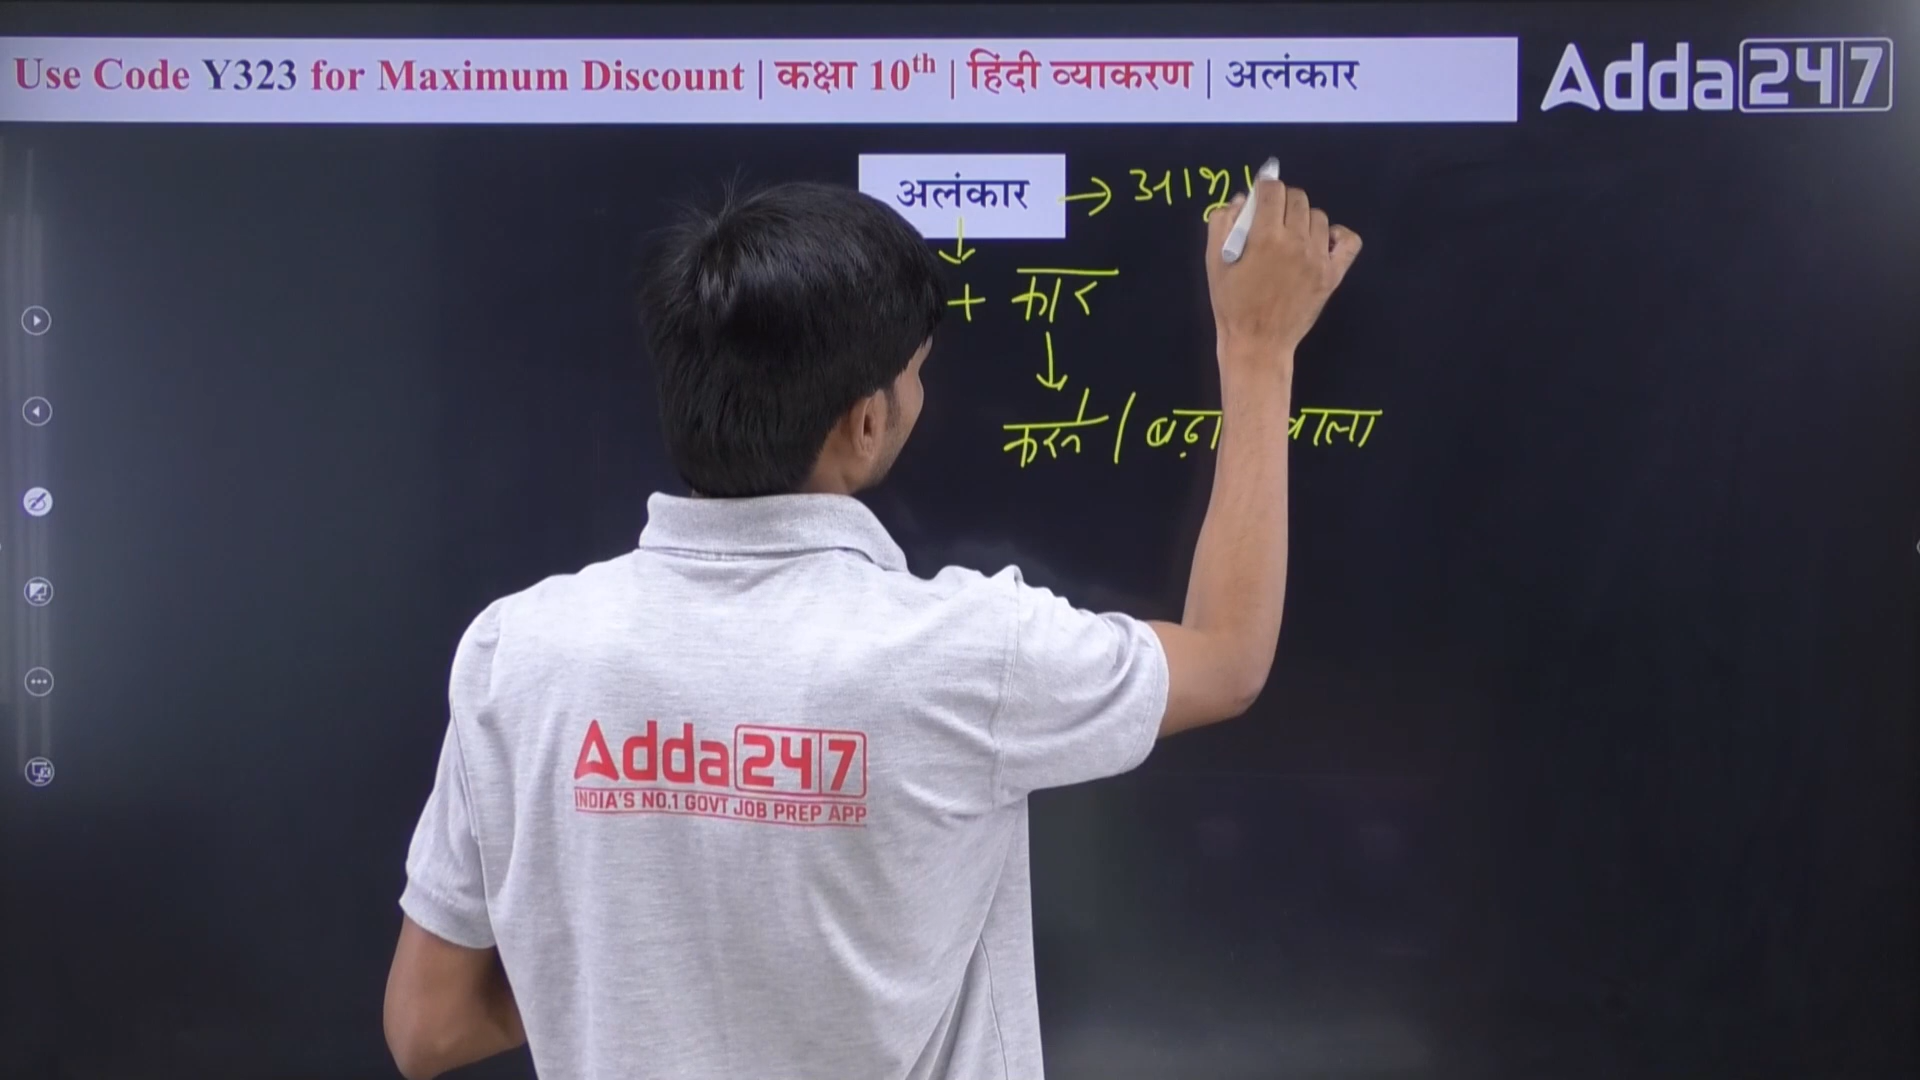 Use Code Y323 for Maximum Discount | कक्षा 10th | हिंदी व्याकरण | अलंकार
Adda247
अलंकार →
+ कार
↓
करने / वाला
Adda247
INDIA'S NO.1 GOVT JOB PREP APP